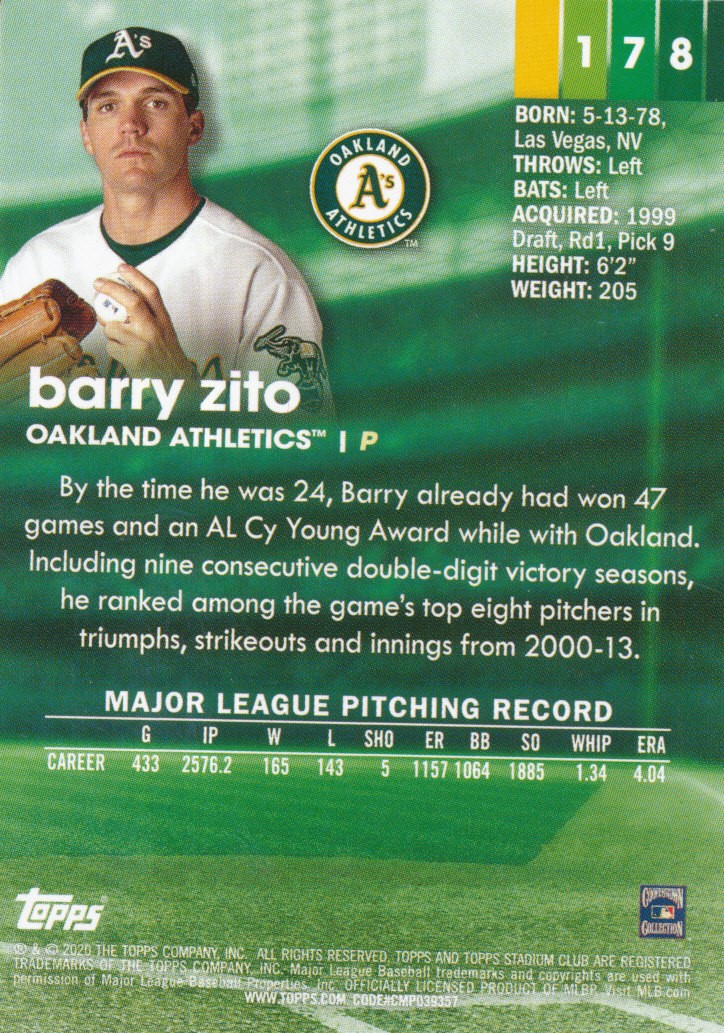 A's
178
BORN: 5-13-78,
Las Vegas, NV
THROWS: Left
BATS: Left
ACQUIRED: 1999
Draft, Rd1, Pick 9
HEIGHT: 6'2"
WEIGHT: 205
OAKLAND
A's
ATHLETICS
TM
barry zito
OAKLAND ATHLETICS™ | P
By the time he was 24, Barry already had won 47
games and an AL Cy Young Award while with Oakland.
Including nine consecutive double-digit victory seasons,
he ranked among the game's top eight pitchers in
triumphs, strikeouts and innings from 2000-13.
MAJOR LEAGUE PITCHING RECORD
G IP W L SHO ER BB SO WHIP ERA
CAREER 433 2576.2 165 143 5 1157 1064 1885 1.34 4.04
Topps
COOPERSTOWN
COLLECTION
® & © 2020 THE TOPPS COMPANY, INC. ALL RIGHTS RESERVED. TOPPS AND TOPPS STADIUM CLUB ARE REGISTERED
TRADEMARKS OF THE TOPPS COMPANY, INC. Major League Baseball trademarks and copyrights are used with
permission of Major League Baseball Properties, Inc. OFFICIALLY LICENSED PRODUCT OF MLBP. Visit MLB.com
WWW.TOPPS.COM CODE#CMP039357